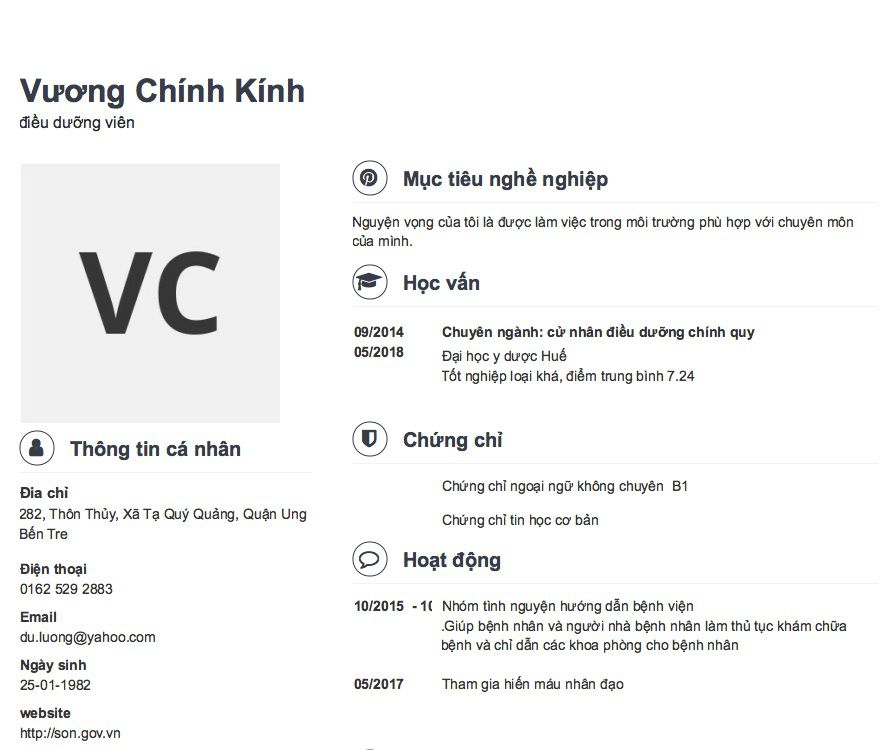 Vương Chính Kính
điều dưỡng viên
VC
Thông tin cá nhân
Đia chỉ
282, Thôn Thủy, Xã Tạ Quý Quảng, Quận Ung
Bến Tre
Điện thoại
0162 529 2883
Email
du.luong@yahoo.com
Ngày sinh
25-01-1982
website
http://son.gov.vn
Mục tiêu nghề nghiệp
Nguyện vọng của tôi là được làm việc trong môi trường phù hợp với chuyên môn
của mình.
Học vấn
09/2014 Chuyên ngành: cử nhân điều dưỡng chính quy
05/2018 Đại học y dược Huế
Tốt nghiệp loại khá, điểm trung bình 7.24
Chứng chỉ
Chứng chỉ ngoại ngữ không chuyên B1
Chứng chỉ tin học cơ bản
Hoạt động
10/2015 - 10 Nhóm tình nguyện hướng dẫn bệnh viện
.Giúp bệnh nhân và người nhà bệnh nhân làm thủ tục khám chữa
bệnh và chỉ dẫn các khoa phòng cho bệnh nhân
05/2017 Tham gia hiến máu nhân đạo